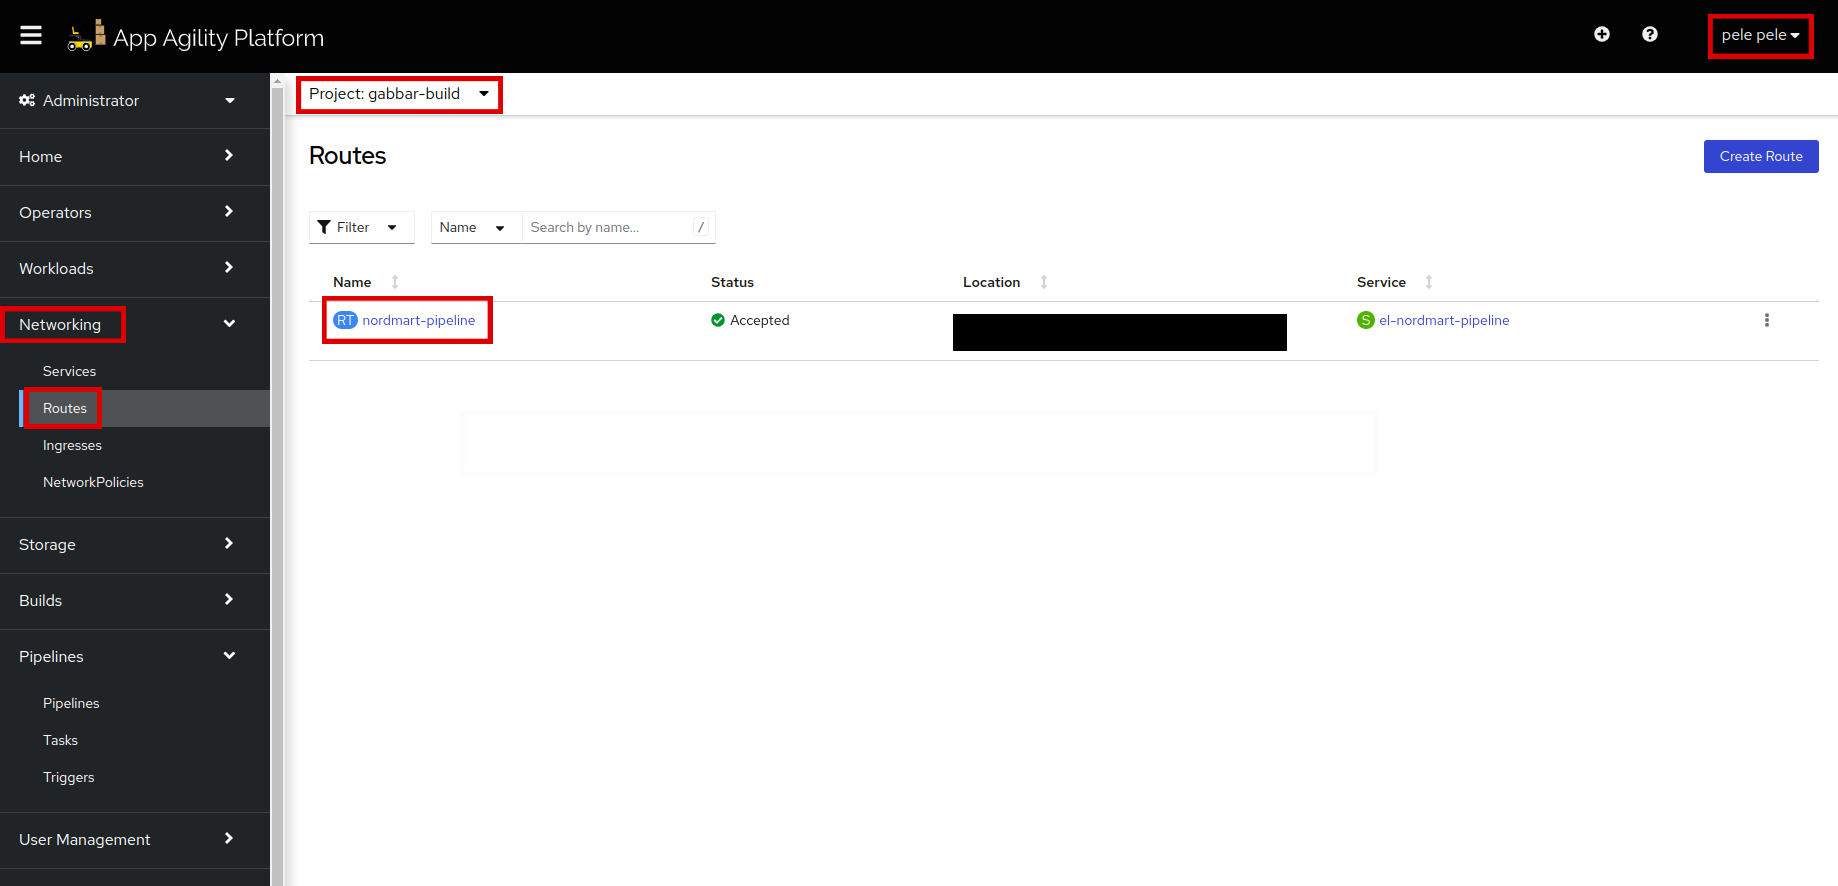 App Agility Platform
pele pele
Administrator
Home
Operators
Workloads
Networking
Services
Routes
Ingresses
NetworkPolicies
Storage
Builds
Pipelines
Pipelines
Tasks
Triggers
User Management
Project: gabbar-build
Routes
Create Route
Filter Name Search by name... /
Name Status Location Service
RT nordmart-pipeline Accepted S el-nordmart-pipeline